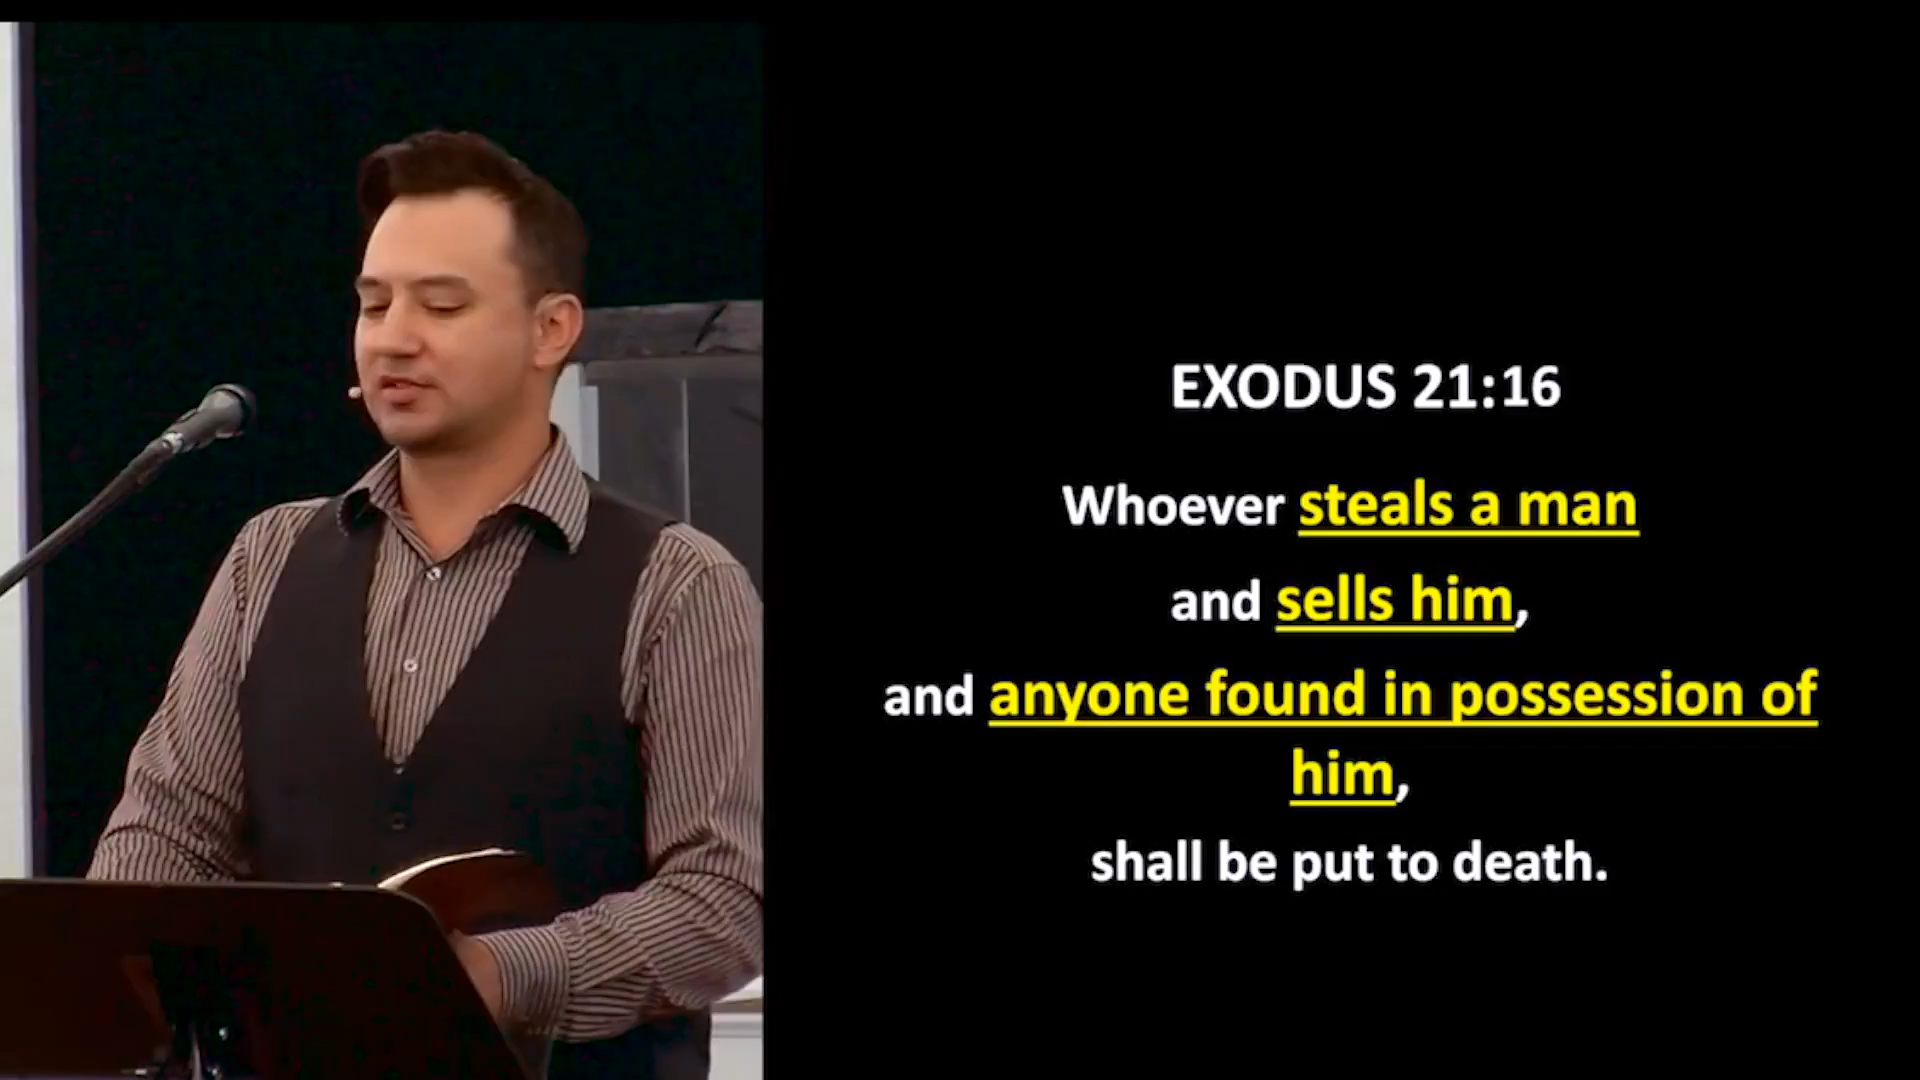 EXODUS 21:16
Whoever steals a man
and sells him,
and anyone found in possession of
him,
shall be put to death.